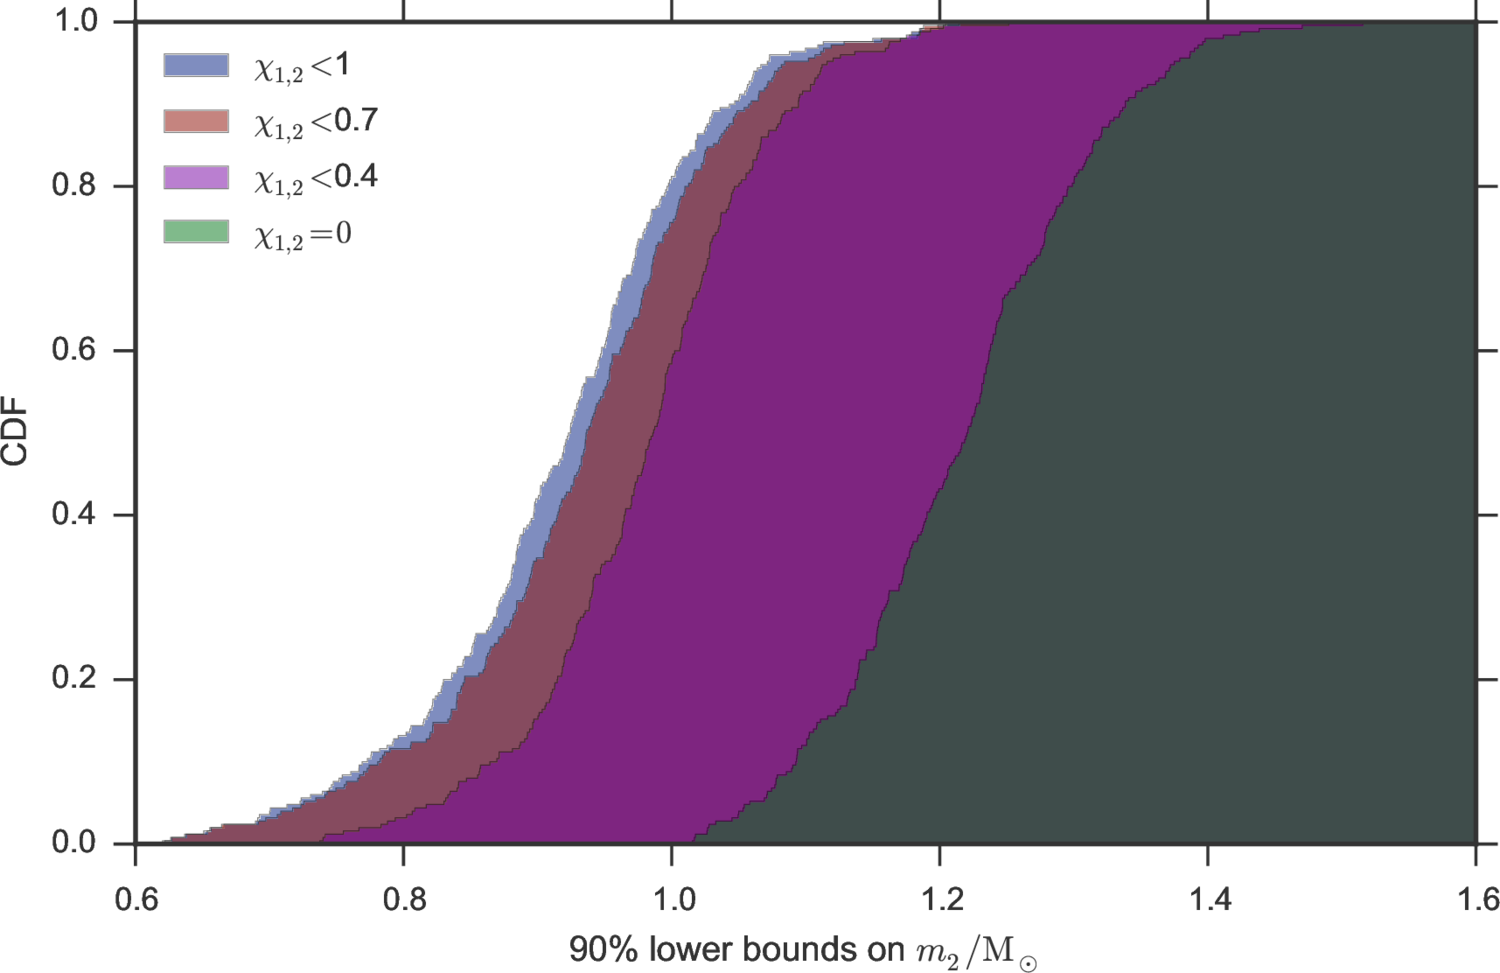 1.0
0.8
0.6
0.4
0.2
0.0
CDF
χ1,2 <1
χ1,2 <0.7
χ1,2 <0.4
χ1,2 =0
0.6 0.8 1.0 1.2 1.4 1.6
90% lower bounds on m2/M⊙